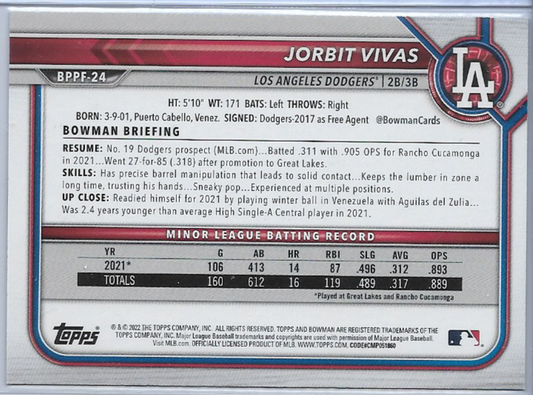 JORBIT VIVAS
BPPF-24
LOS ANGELES DODGERS® | 2B/3B
LA
HT: 5'10" WT: 171 BATS: Left THROWS: Right
BORN: 3-9-01, Puerto Cabello, Venez. SIGNED: Dodgers-2017 as Free Agent @BowmanCards
BOWMAN BRIEFING
RESUME: No. 19 Dodgers prospect (MLB.com)...Batted .311 with .905 OPS for Rancho Cucamonga
in 2021...Went 27-for-85 (.318) after promotion to Great Lakes.
SKILLS: Has precise barrel manipulation that leads to solid contact...Keeps the lumber in zone a
long time, trusting his hands...Sneaky pop...Experienced at multiple positions.
UP CLOSE: Readied himself for 2021 by playing winter ball in Venezuela with Aguilas del Zulia...
Was 2.4 years younger than average High Single-A Central player in 2021.
MINOR LEAGUE BATTING RECORD
YR G AB HR RBI SLG AVG OPS
2021* 106 413 14 87 .496 .312 .893
TOTALS 160 612 16 119 .489 .317 .889
*Played at Great Lakes and Rancho Cucamonga
Topps
® & © 2022 THE TOPPS COMPANY, INC. ALL RIGHTS RESERVED. TOPPS AND BOWMAN ARE REGISTERED TRADEMARKS OF THE
TOPPS COMPANY, INC. Major League Baseball trademarks and copyrights are used with permission of Major League Baseball.
Visit MLB.com. OFFICIALLY LICENSED PRODUCT OF MLB. WWW.TOPPS.COM. CODE#CMP051860